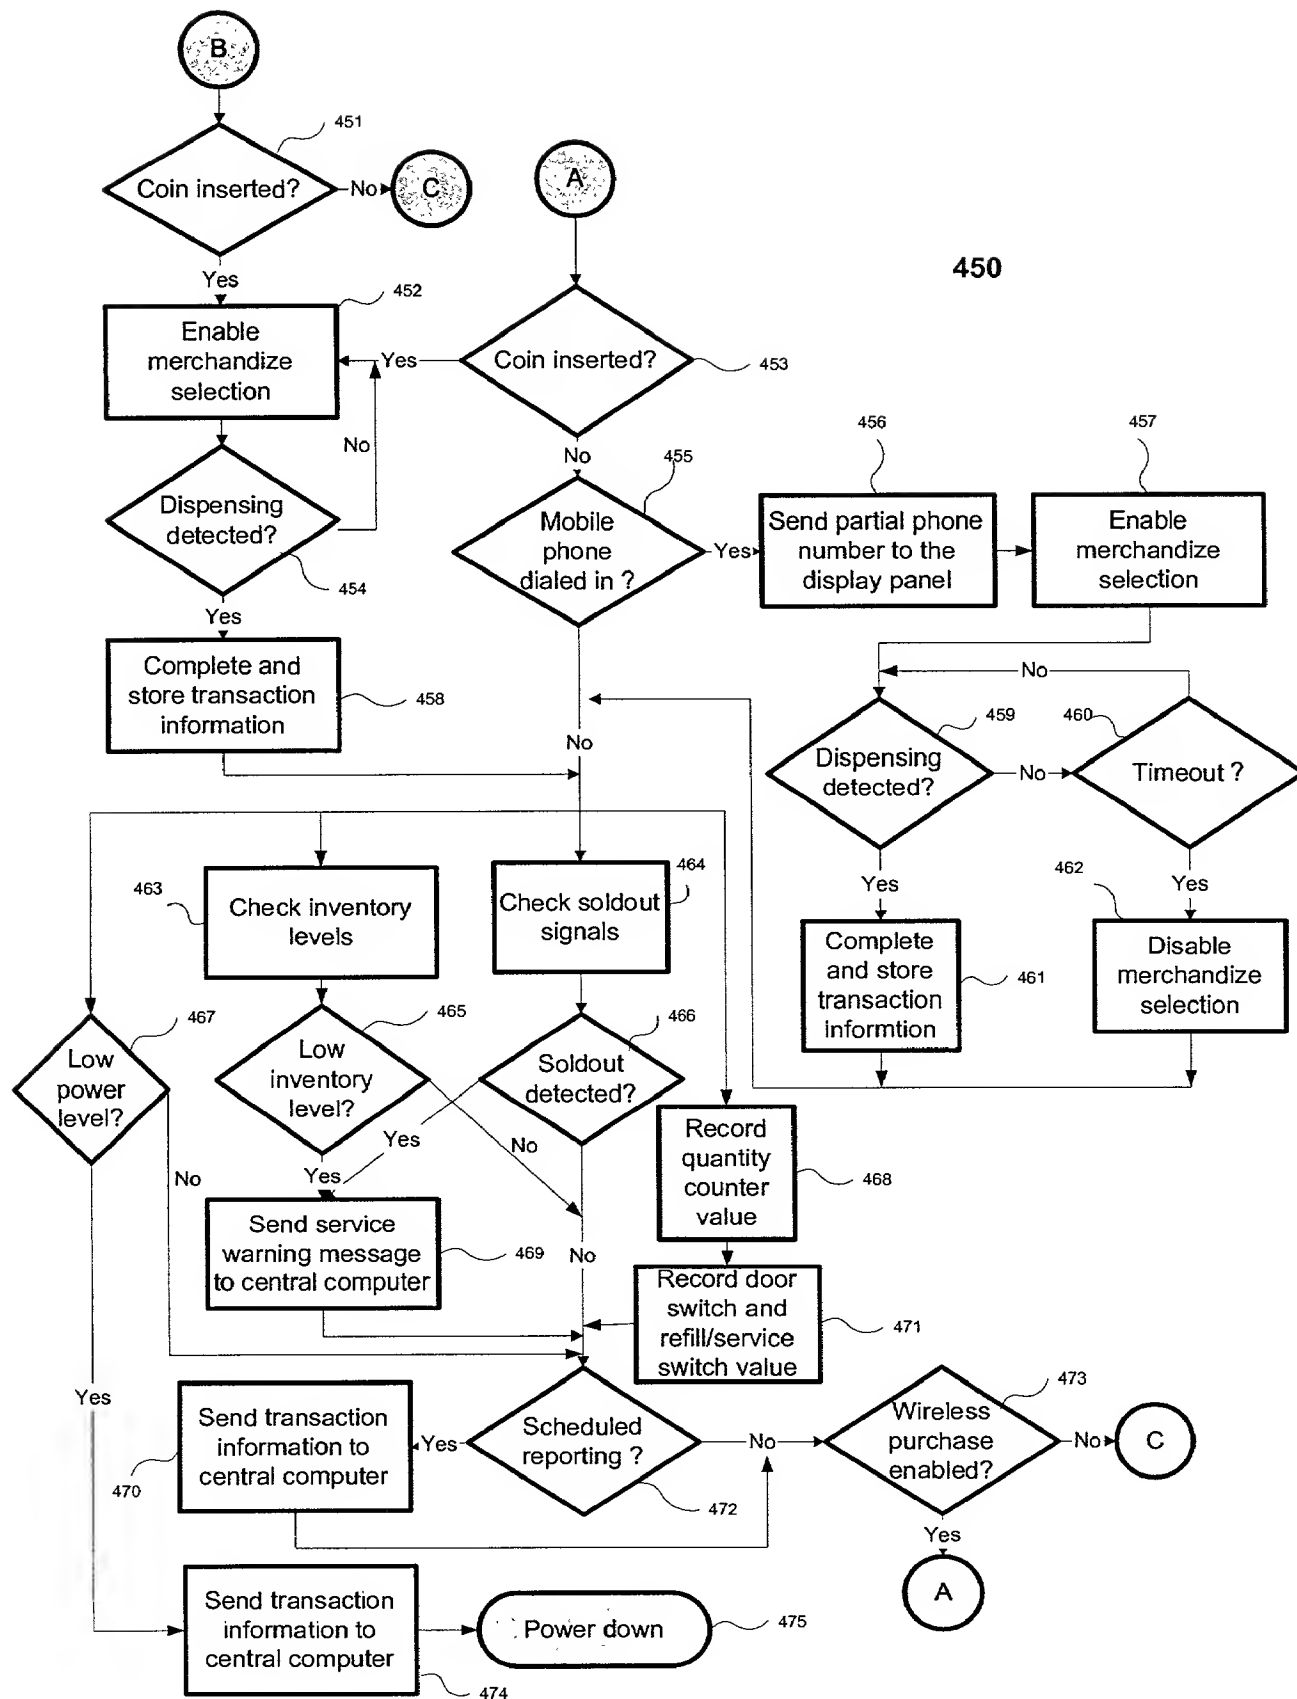 B
451
Coin inserted?
No
C
A
450
Yes
452
Enable
merchandize
selection
Yes
Coin inserted?
453
No
No
456
457
Dispensing
detected?
454
455
Mobile
phone
dialed in ?
Yes
Send partial phone
number to the
display panel
Enable
merchandize
selection
Yes
Complete and
store transaction
information
458
No
No
459
460
Dispensing
detected?
No
Timeout ?
463
Check inventory
levels
464
Check soldout
signals
Yes
Yes
462
Complete
and store
transaction
informtion
461
Disable
merchandize
selection
467
Low
power
level?
465
Low
inventory
level?
466
Soldout
detected?
Yes
No
No
Yes
Record
quantity
counter
value
468
Send service
warning message
to central computer
469
No
Record door
switch and
refill/service
switch value
471
Yes
Send transaction
information to
central computer
470
Yes
Scheduled
reporting ?
472
No
Wireless
purchase
enabled?
473
No
C
Yes
A
Send transaction
information to
central computer
474
Power down
475